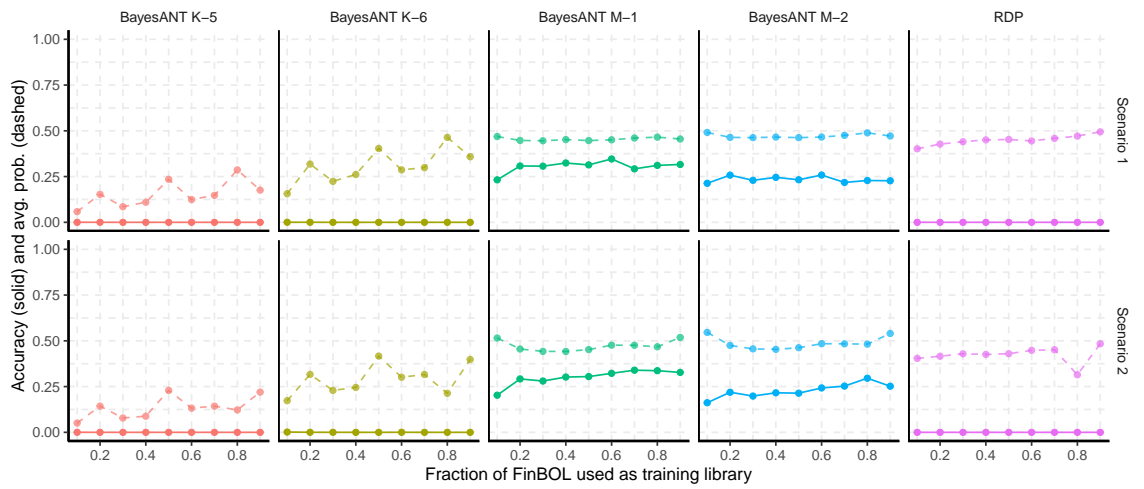 BayesANT K−5 BayesANT K−6 BayesANT M−1 BayesANT M−2 RDP
Accuracy (solid) and avg. prob. (dashed)
1.00
0.75
0.50
0.25
0.00
Scenario 1
1.00
0.75
0.50
0.25
0.00
Scenario 2
0.2 0.4 0.6 0.8 0.2 0.4 0.6 0.8 0.2 0.4 0.6 0.8 0.2 0.4 0.6 0.8 0.2 0.4 0.6 0.8
Fraction of FinBOL used as training library